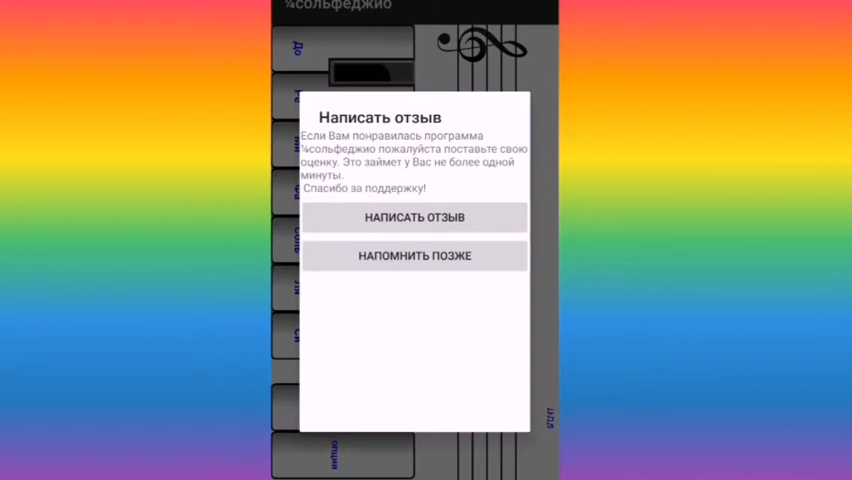 ¼сольфеджио
До
Написать отзыв
Если Вам понравилась программа
¼сольфеджио пожалуйста поставьте свою
оценку. Это займет у Вас не более одной
минуты.
Спасибо за поддержку!
НАПИСАТЬ ОТЗЫВ
НАПОМНИТЬ ПОЗЖЕ
Соль
опции